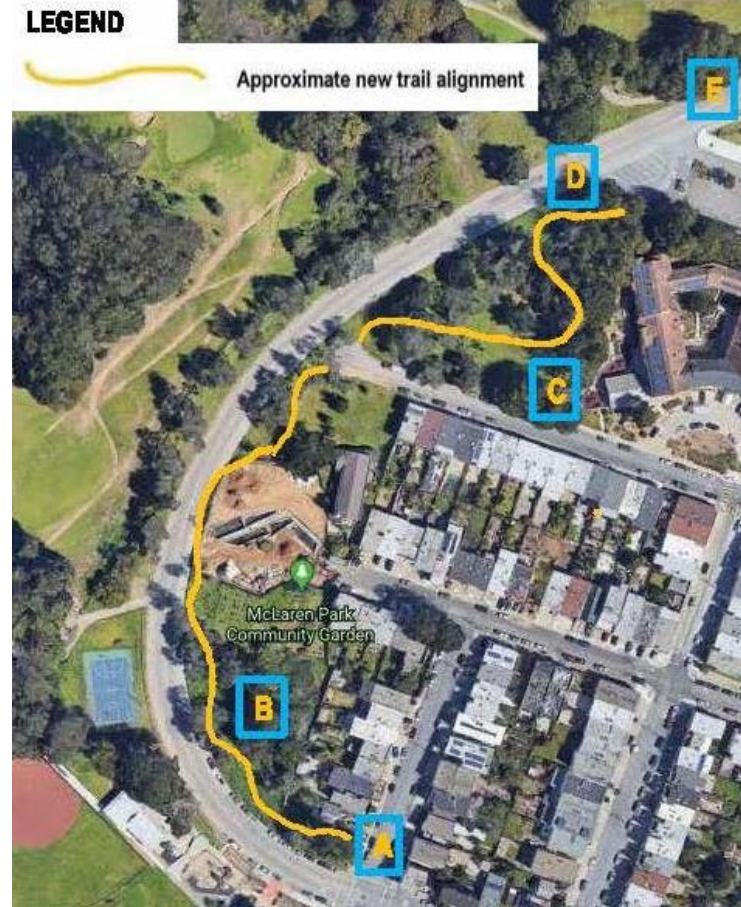 LEGEND
Approximate new trail alignment
E
D
C
McLaren Park
Community Garden
B
A